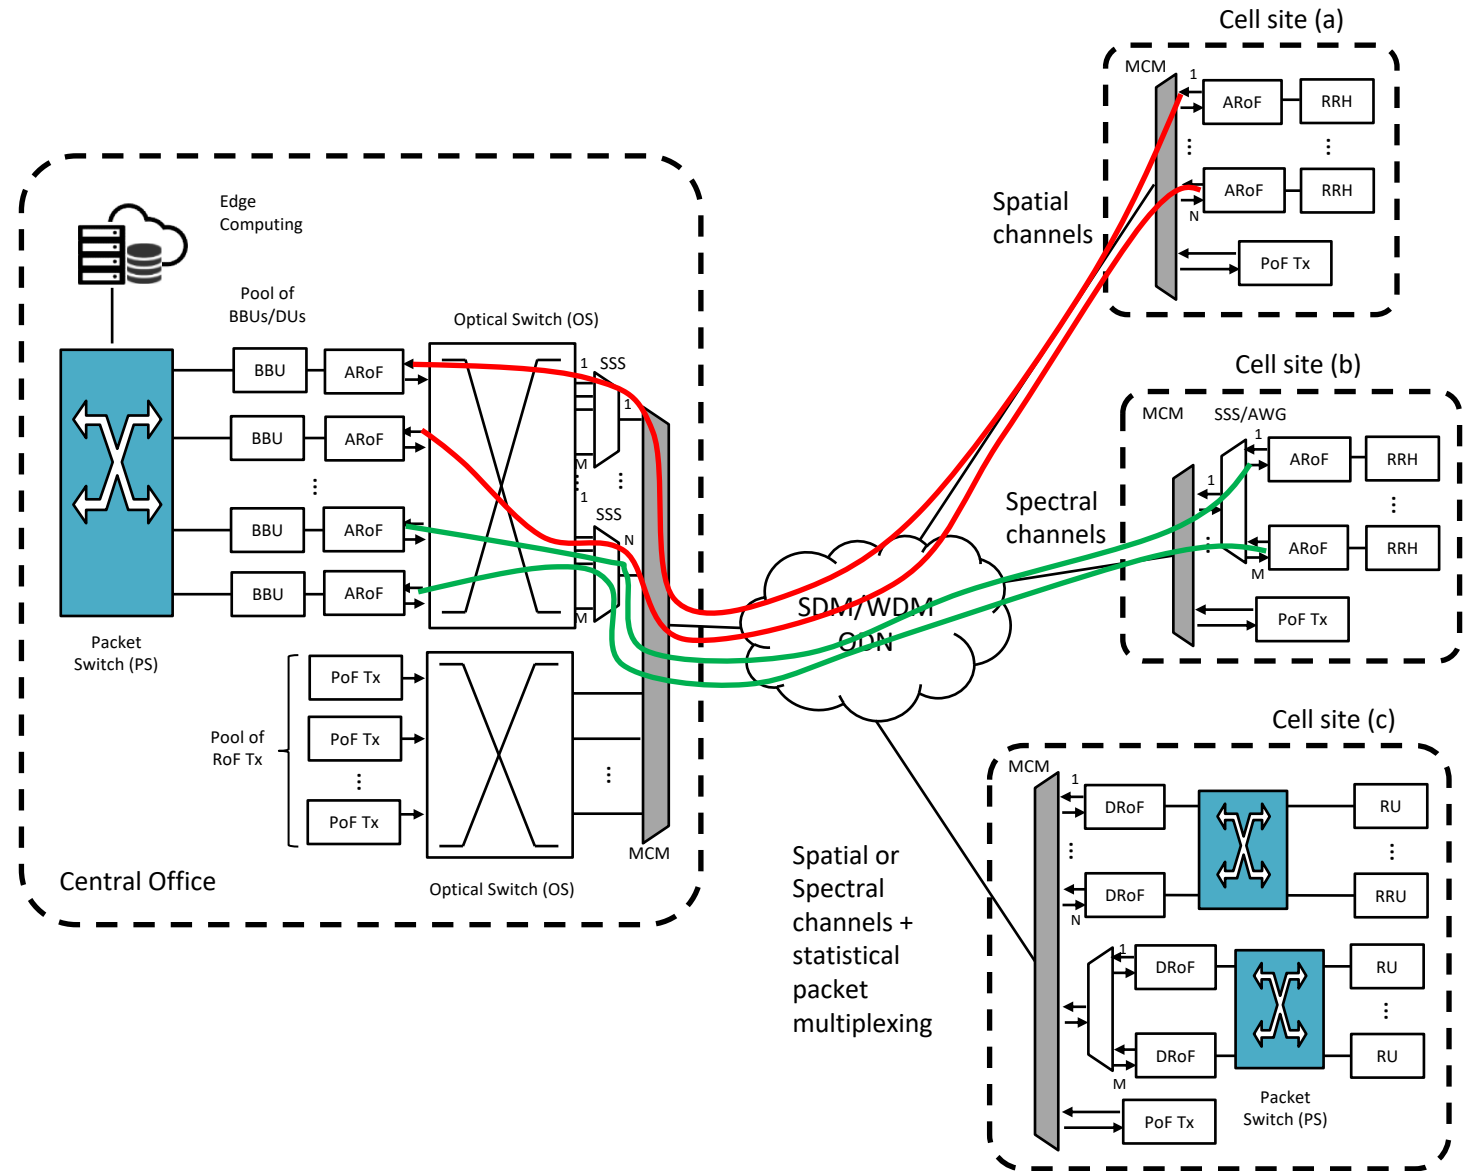 Cell site (a)
MCM
1
ARoF
RRH
ARoF
RRH
N
PoF Tx
Spatial
channels
Edge
Computing
Pool of
BBUs/DUs
Optical Switch (OS)
BBU
ARoF
1
SSS
1
BBU
ARoF
M
1
SSS
N
BBU
ARoF
BBU
ARoF
M
Packet
Switch (PS)
Cell site (b)
MCM
SSS/AWG
1
ARoF
RRH
1
ARoF
RRH
M
PoF Tx
Spectral
channels
SDM/WDM
ODN
PoF Tx
Pool of
RoF Tx
PoF Tx
PoF Tx
MCM
Optical Switch (OS)
Central Office
Cell site (c)
MCM
1
DRoF
RU
DRoF
RRU
N
1
DRoF
RU
DRoF
RU
M
Packet
Switch (PS)
PoF Tx
Spatial or
Spectral
channels +
statistical
packet
multiplexing